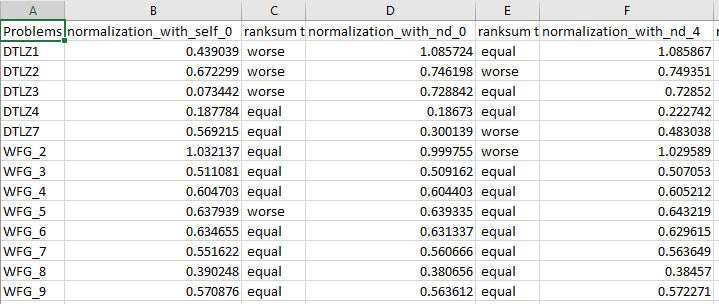 A B C D E F
Problems normalization_with_self_0 ranksum t normalization_with_nd_0 ranksum t normalization_with_nd_4
DTLZ1 0.439039 worse 1.085724 equal 1.085867
DTLZ2 0.672299 worse 0.746198 worse 0.749351
DTLZ3 0.073442 worse 0.728842 equal 0.72852
DTLZ4 0.187784 equal 0.18673 equal 0.222742
DTLZ7 0.569215 equal 0.300139 worse 0.483038
WFG_2 1.032137 equal 0.999755 worse 1.029589
WFG_3 0.511081 equal 0.509162 equal 0.507053
WFG_4 0.604703 equal 0.604403 equal 0.605212
WFG_5 0.637939 worse 0.639335 equal 0.643219
WFG_6 0.634655 equal 0.631337 equal 0.629615
WFG_7 0.551622 equal 0.560666 equal 0.563649
WFG_8 0.390248 equal 0.380656 equal 0.38457
WFG_9 0.570876 equal 0.563612 equal 0.572271